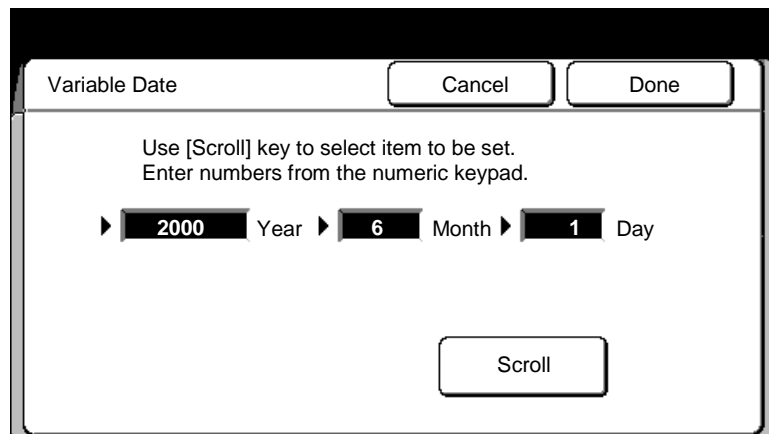 Variable Date Cancel Done
Use [Scroll] key to select item to be set.
Enter numbers from the numeric keypad.
2000 Year 6 Month 1 Day
Scroll